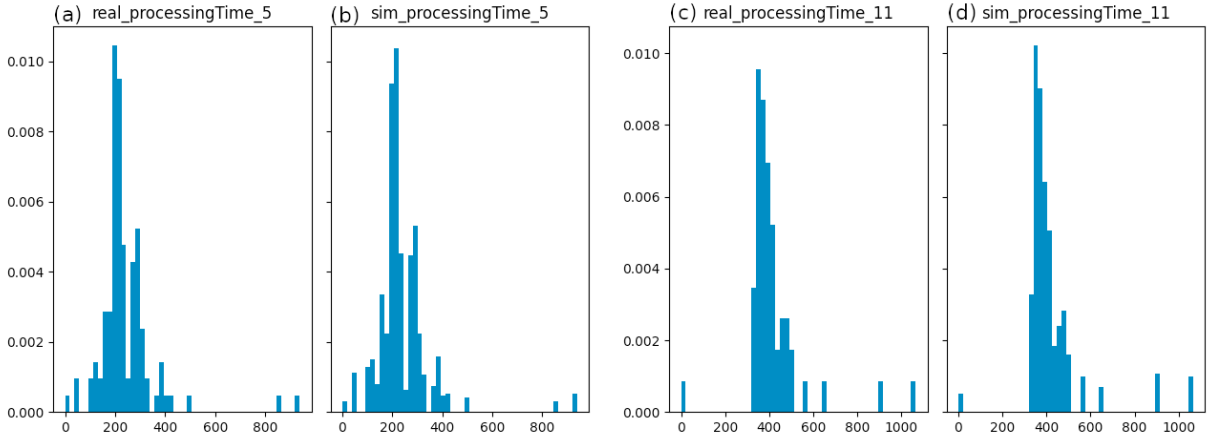 (a) real_processingTime_5
(b) sim_processingTime_5
(c) real_processingTime_11
(d) sim_processingTime_11
0.010
0.008
0.006
0.004
0.002
0.000
0 200 400 600 800
0 200 400 600 800
0.010
0.008
0.006
0.004
0.002
0.000
0 200 400 600 800 1000
0 200 400 600 800 1000